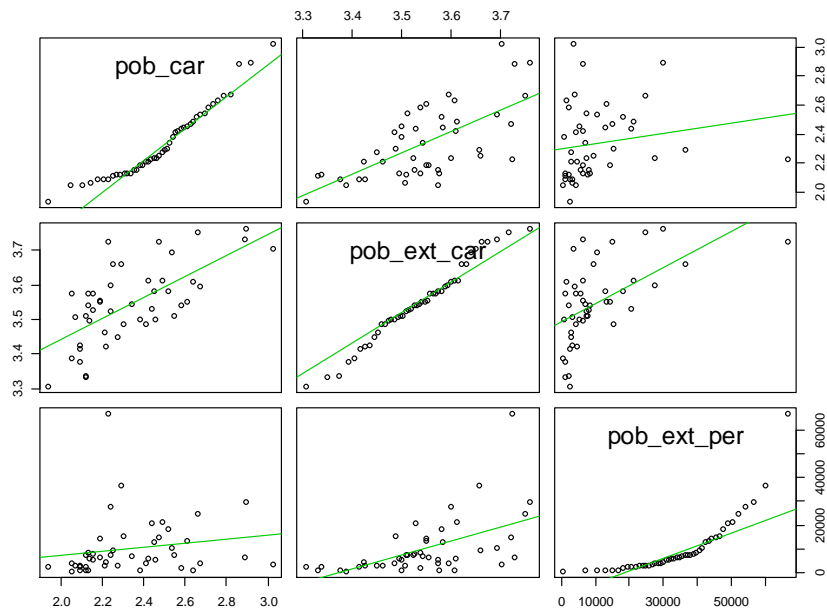 3.3 3.4 3.5 3.6 3.7
pob_car
2.0 2.2 2.4 2.6 2.8 3.0
3.3 3.4 3.5 3.6 3.7
pob_ext_car
pob_ext_per
0 20000 40000 60000
2.0 2.2 2.4 2.6 2.8 3.0
0 10000 30000 50000